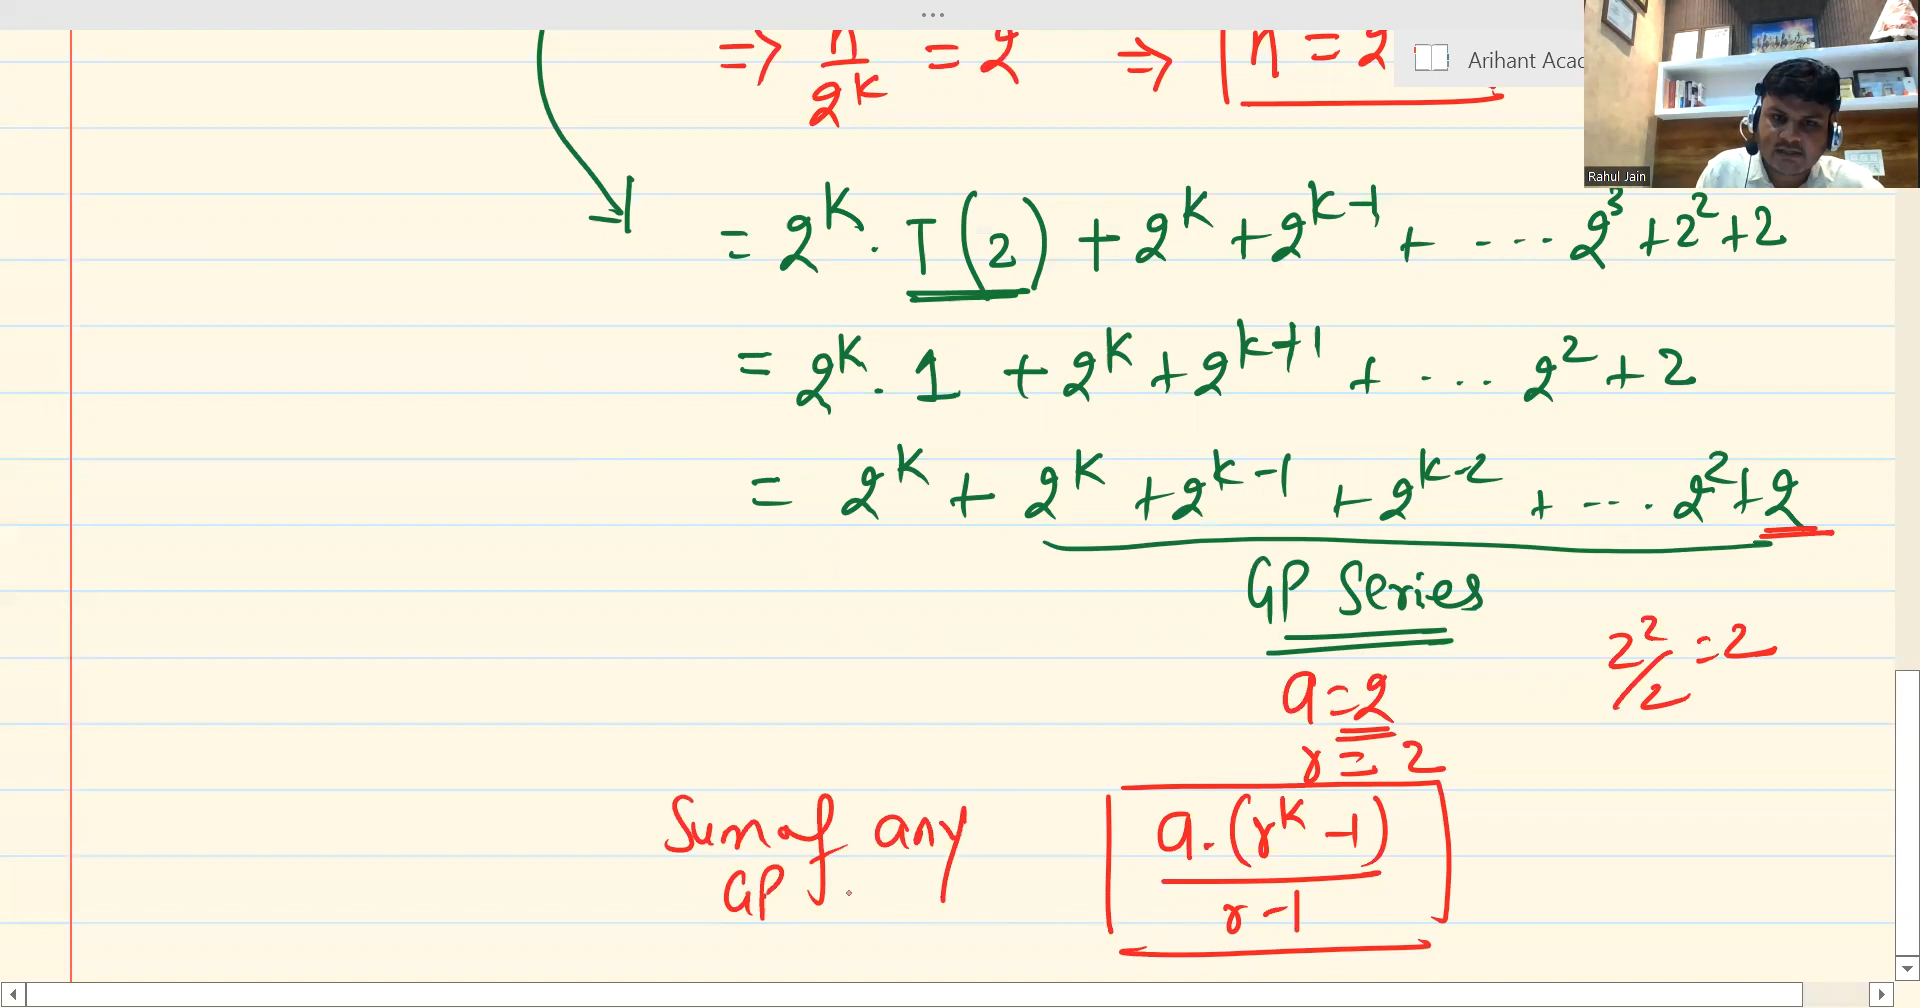 ⇒ n/2^k = 2 ⇒ n = 2
Arihant Acad
Rahul Jain
= 2^k . T(2) + 2^k + 2^(k-1) + .... 2^3 + 2^2 + 2
= 2^k . 1 + 2^k + 2^(k+1) + .... 2^2 + 2
= 2^k + 2^k + 2^(k-1) + 2^(k-2) + .... 2^2 + 2
GP Series
2^2/2 = 2
a = 2
r = 2
Sum of any a.(r^k - 1)
GP r - 1